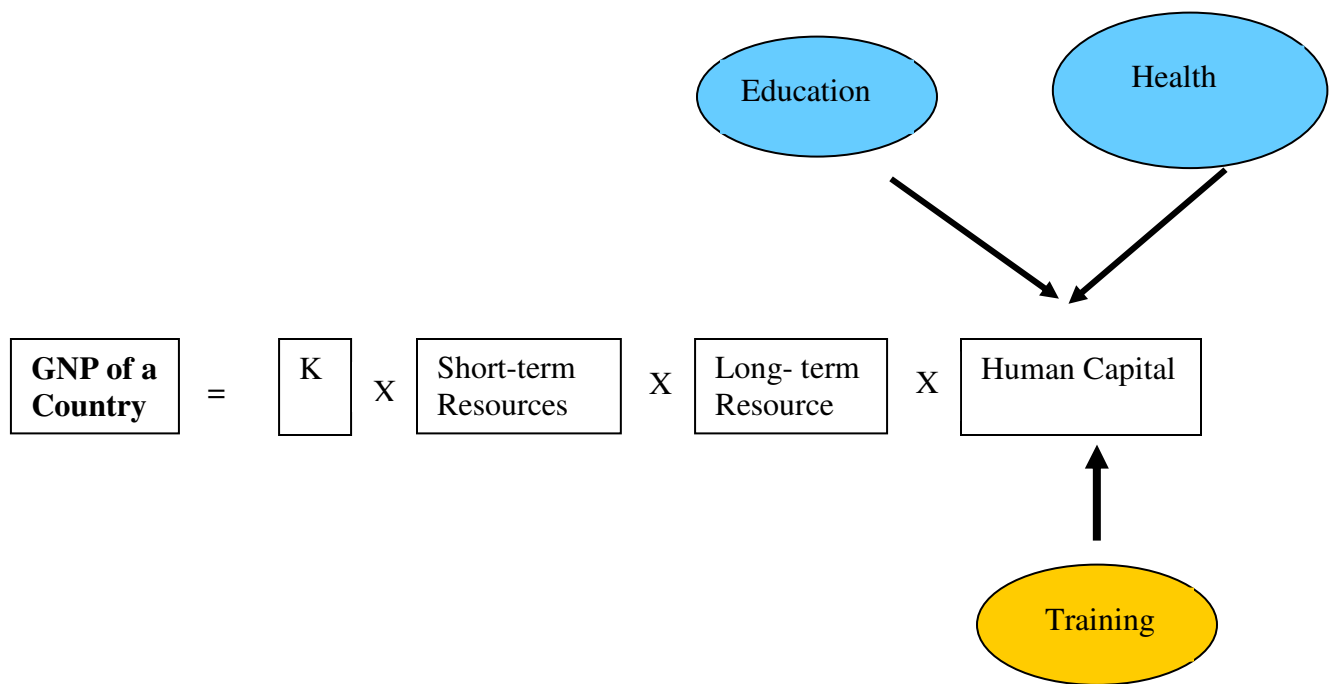 Education
Health
GNP of a
Country
=
K
X
Short-term
Resources
X
Long- term
Resource
X
Human Capital
Training